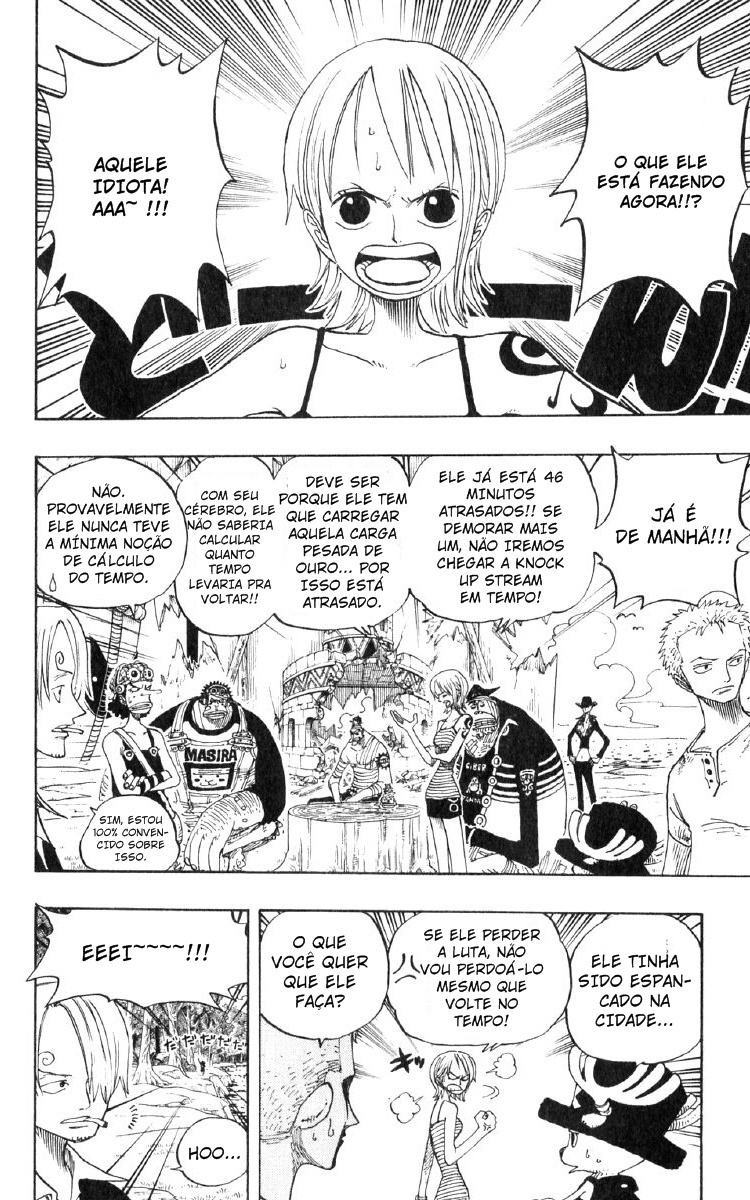 O QUE ELE
ESTÁ FAZENDO
AGORA!!?
AQUELE
IDIOTA!
AAA~ !!!
JÁ É
DE MANHÃ!!!
ELE JÁ ESTÁ 46
MINUTOS
ATRASADOS!! SE
DEMORAR MAIS
UM, NÃO IREMOS
CHEGAR A KNOCK
UP STREAM
EM TEMPO!
DEVE SER
PORQUE ELE TEM
QUE CARREGAR
AQUELA CARGA
PESADA DE
OURO... POR
ISSO ESTÁ
ATRASADO.
COM SEU
CÉREBRO, ELE
NÃO SABERIA
CALCULAR
QUANTO
TEMPO
LEVARIA PRA
VOLTAR!!
NÃO.
PROVAVELMENTE
ELE NUNCA TEVE
A MÍNIMA NOÇÃO
DE CÁLCULO
DO TEMPO.
MASIRA
SIM, ESTOU
100% CONVEN-
CIDO SOBRE
ISSO.
ELE TINHA
SIDO ESPAN-
CADO NA
CIDADE...
SE ELE PERDER
A LUTA, NÃO
VOU PERDOÁ-LO
MESMO QUE
VOLTE NO
TEMPO!
O QUE
VOCÊ QUER
QUE ELE
FAÇA?
EEEI~~~~!!!
HOO...